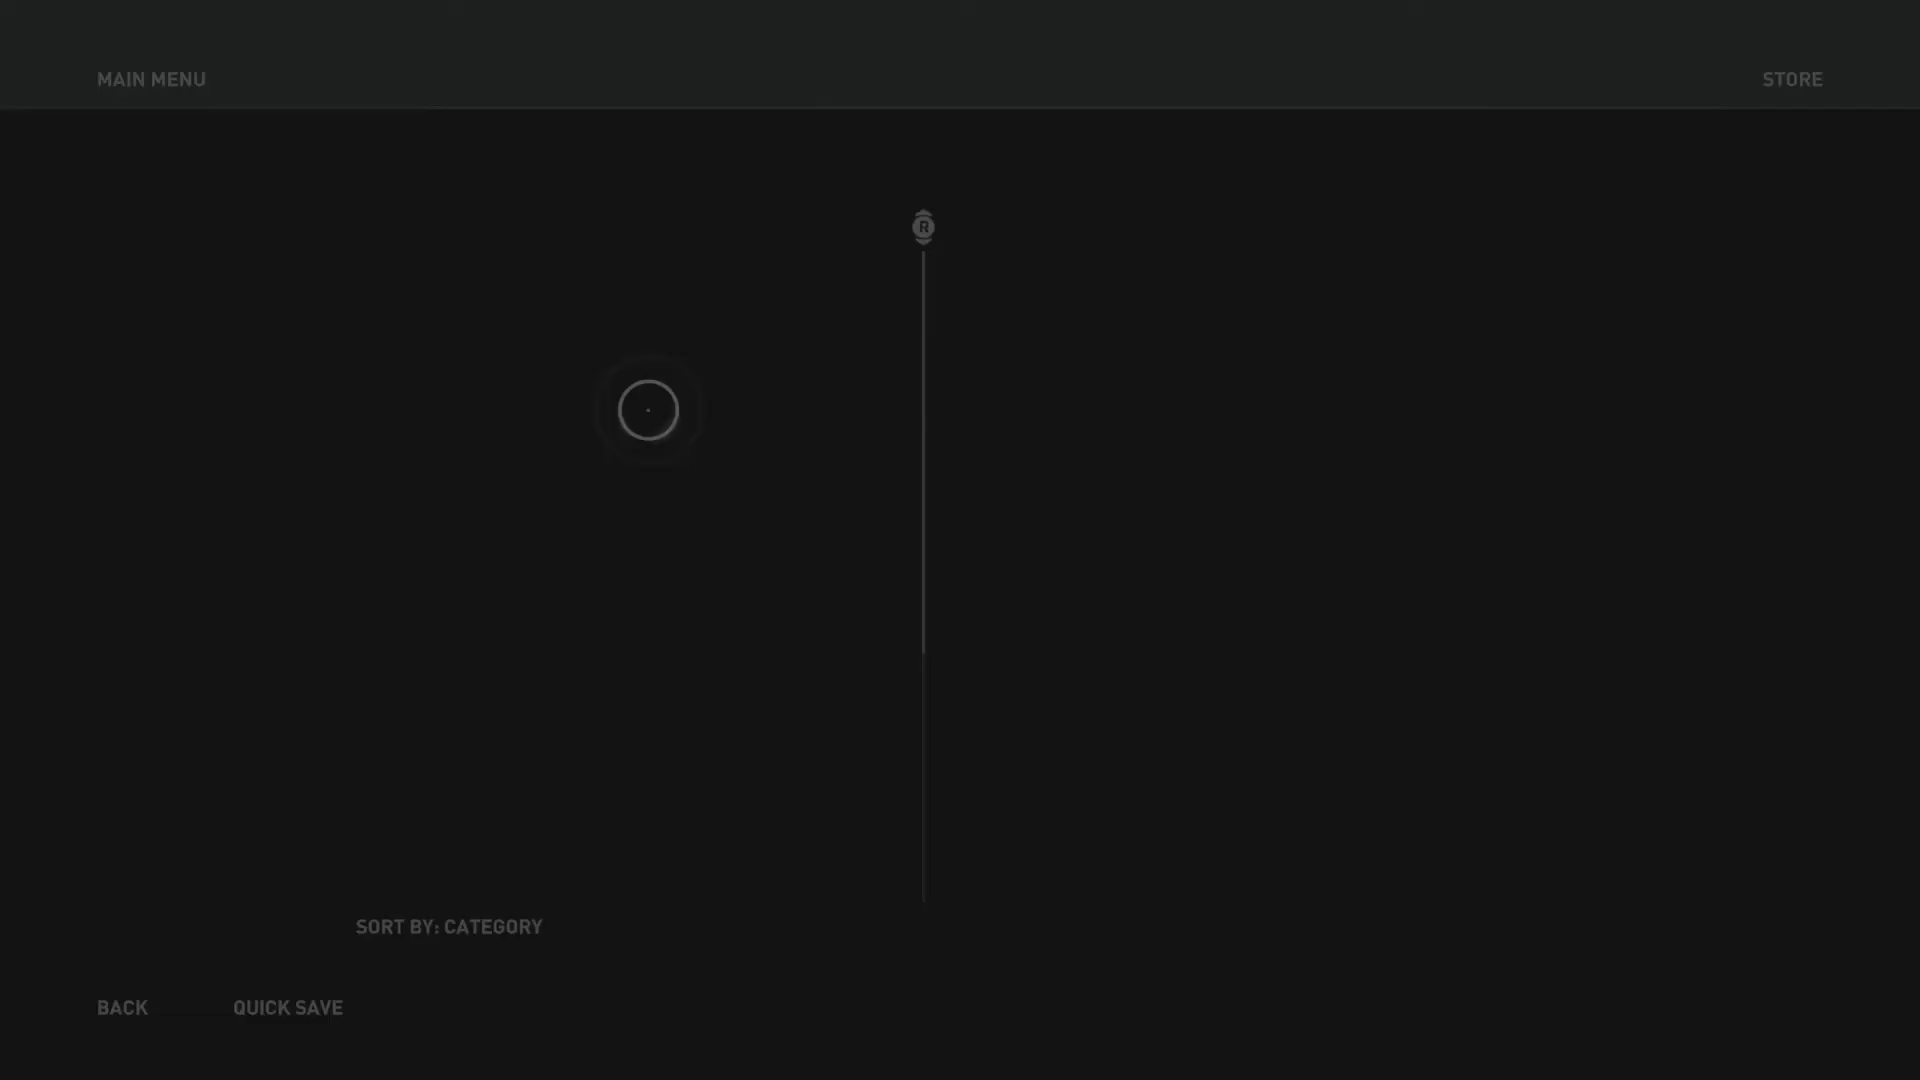 MAIN MENU
STORE
R
SORT BY: CATEGORY
BACK
QUICK SAVE